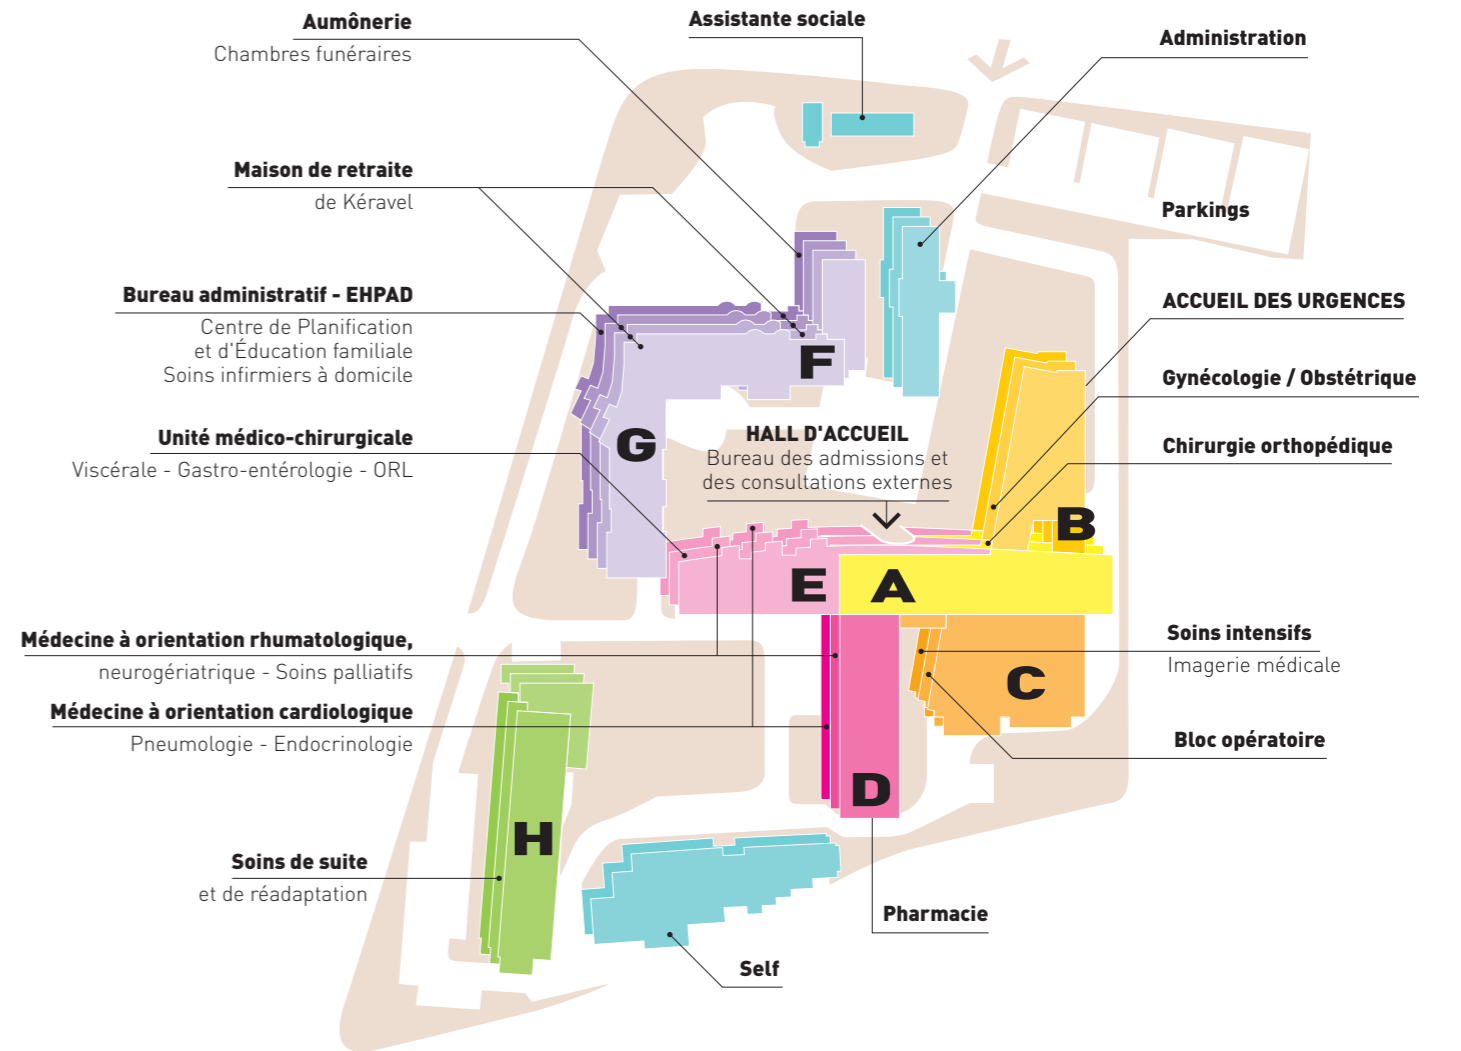 Aumônerie
Chambres funéraires
Assistante sociale
Administration
Maison de retraite
de Kéravel
Parkings
Bureau administratif - EHPAD
Centre de Planification
et d'Éducation familiale
Soins infirmiers à domicile
ACCUEIL DES URGENCES
F
Gynécologie / Obstétrique
Unité médico-chirurgicale
Viscérale - Gastro-entérologie - ORL
G
HALL D'ACCUEIL
Bureau des admissions et
des consultations externes
Chirurgie orthopédique
B
E
A
Médecine à orientation rhumatologique,
neurogériatrique - Soins palliatifs
Soins intensifs
Imagerie médicale
C
Médecine à orientation cardiologique
Pneumologie - Endocrinologie
Bloc opératoire
D
H
Soins de suite
et de réadaptation
Pharmacie
Self